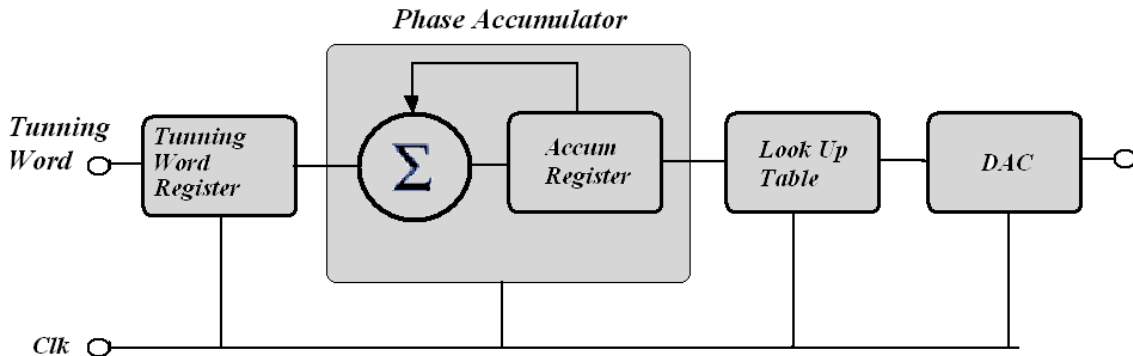 Phase Accumulator
Tunning
Word
Tunning
Word
Register
Σ
Accum
Register
Look Up
Table
DAC
Clk